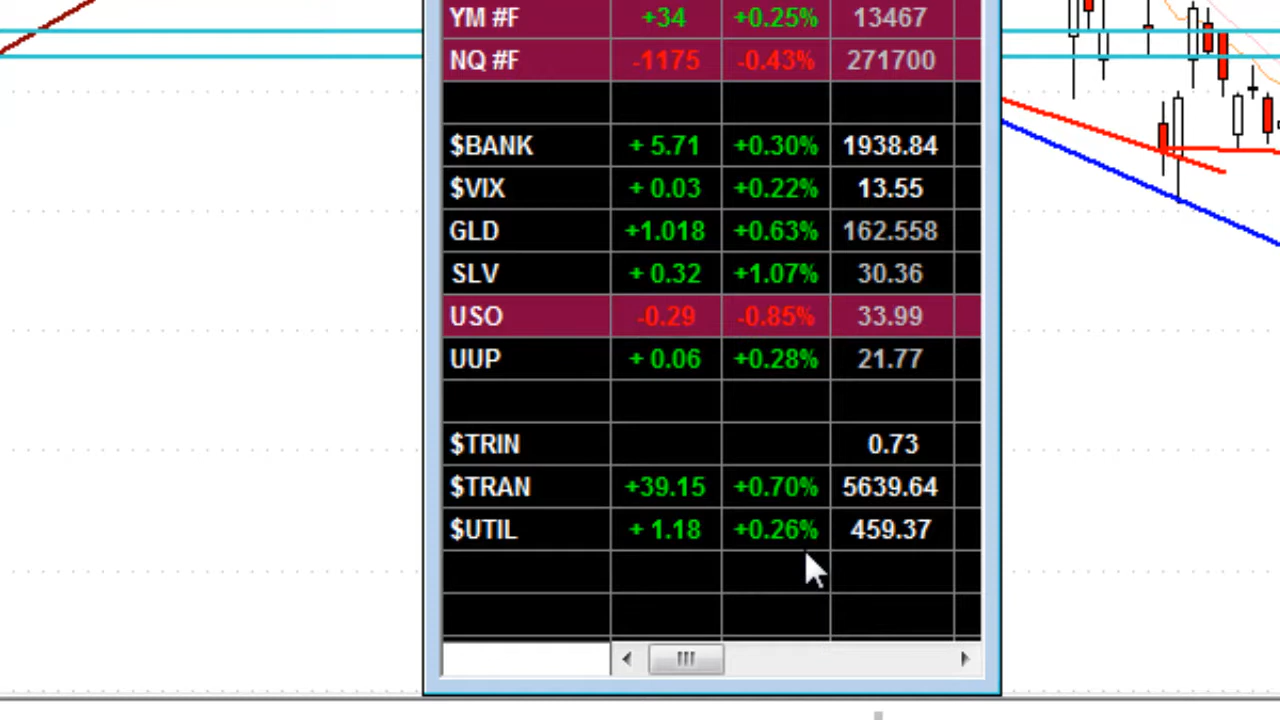 YM #F +34 +0.25% 13467
NQ #F -1175 -0.43% 271700
$BANK + 5.71 +0.30% 1938.84
$VIX + 0.03 +0.22% 13.55
GLD +1.018 +0.63% 162.558
SLV + 0.32 +1.07% 30.36
USO -0.29 -0.85% 33.99
UUP + 0.06 +0.28% 21.77
$TRIN 0.73
$TRAN +39.15 +0.70% 5639.64
$UTIL + 1.18 +0.26% 459.37